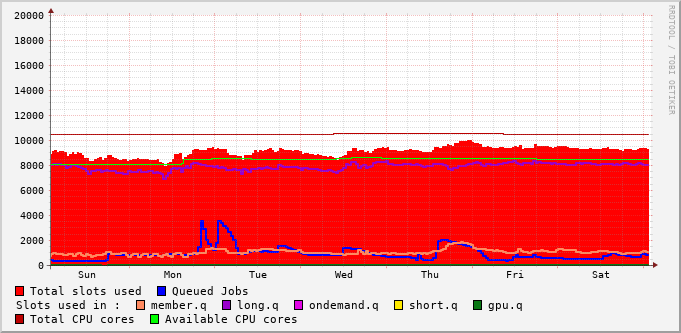 20000
18000
16000
14000
12000
10000
8000
6000
4000
2000
0
Sun Mon Tue Wed Thu Fri Sat
RRDTOOL / TOBI OETIKER
Total slots used Queued Jobs
Slots used in : member.q long.q ondemand.q short.q gpu.q
Total CPU cores Available CPU cores